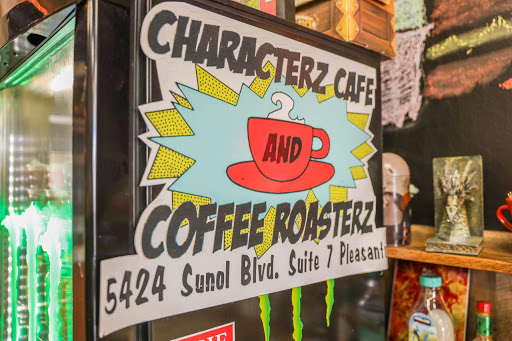 CHARACTERZ CAFE
AND
COFFEE ROASTERZ
5424 Sunol Blvd. Suite 7 Pleasant